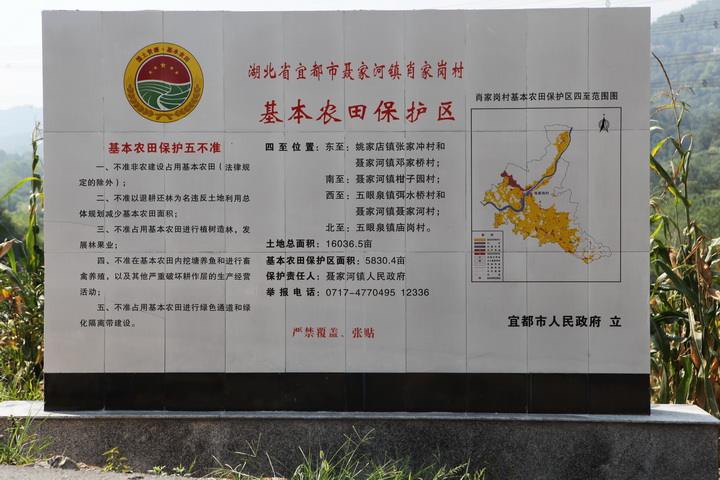 湖北省宜都市聂家河镇肖家岗村
基本农田保护区
基本农田保护五不准
一、不准非农建设占用基本农田（法律规
定的除外）；
二、不准以退耕还林为名违反土地利用总
体规划减少基本农田面积；
三、不准占用基本农田进行植树造林，发
展林果业；
四、不准在基本农田内挖塘养鱼和进行畜
禽养殖，以及其他严重破坏耕作层的生产经营
活动；
五、不准占用基本农田进行绿色通道和绿
化隔离带建设。
四至位置：东至：姚家店镇张家冲村和
聂家河镇邓家桥村；
南至：聂家河镇柑子园村；
西至：五眼泉镇弭水桥村和
聂家河镇聂家河村；
北至：五眼泉镇庙岗村。
土地总面积：16036.5亩
基本农田保护区面积：5830.4亩
保护责任人：聂家河镇人民政府
举报电话：0717-4770495 12336
严禁覆盖、张贴
肖家岗村基本农田保护区四至范围图
宜都市人民政府 立